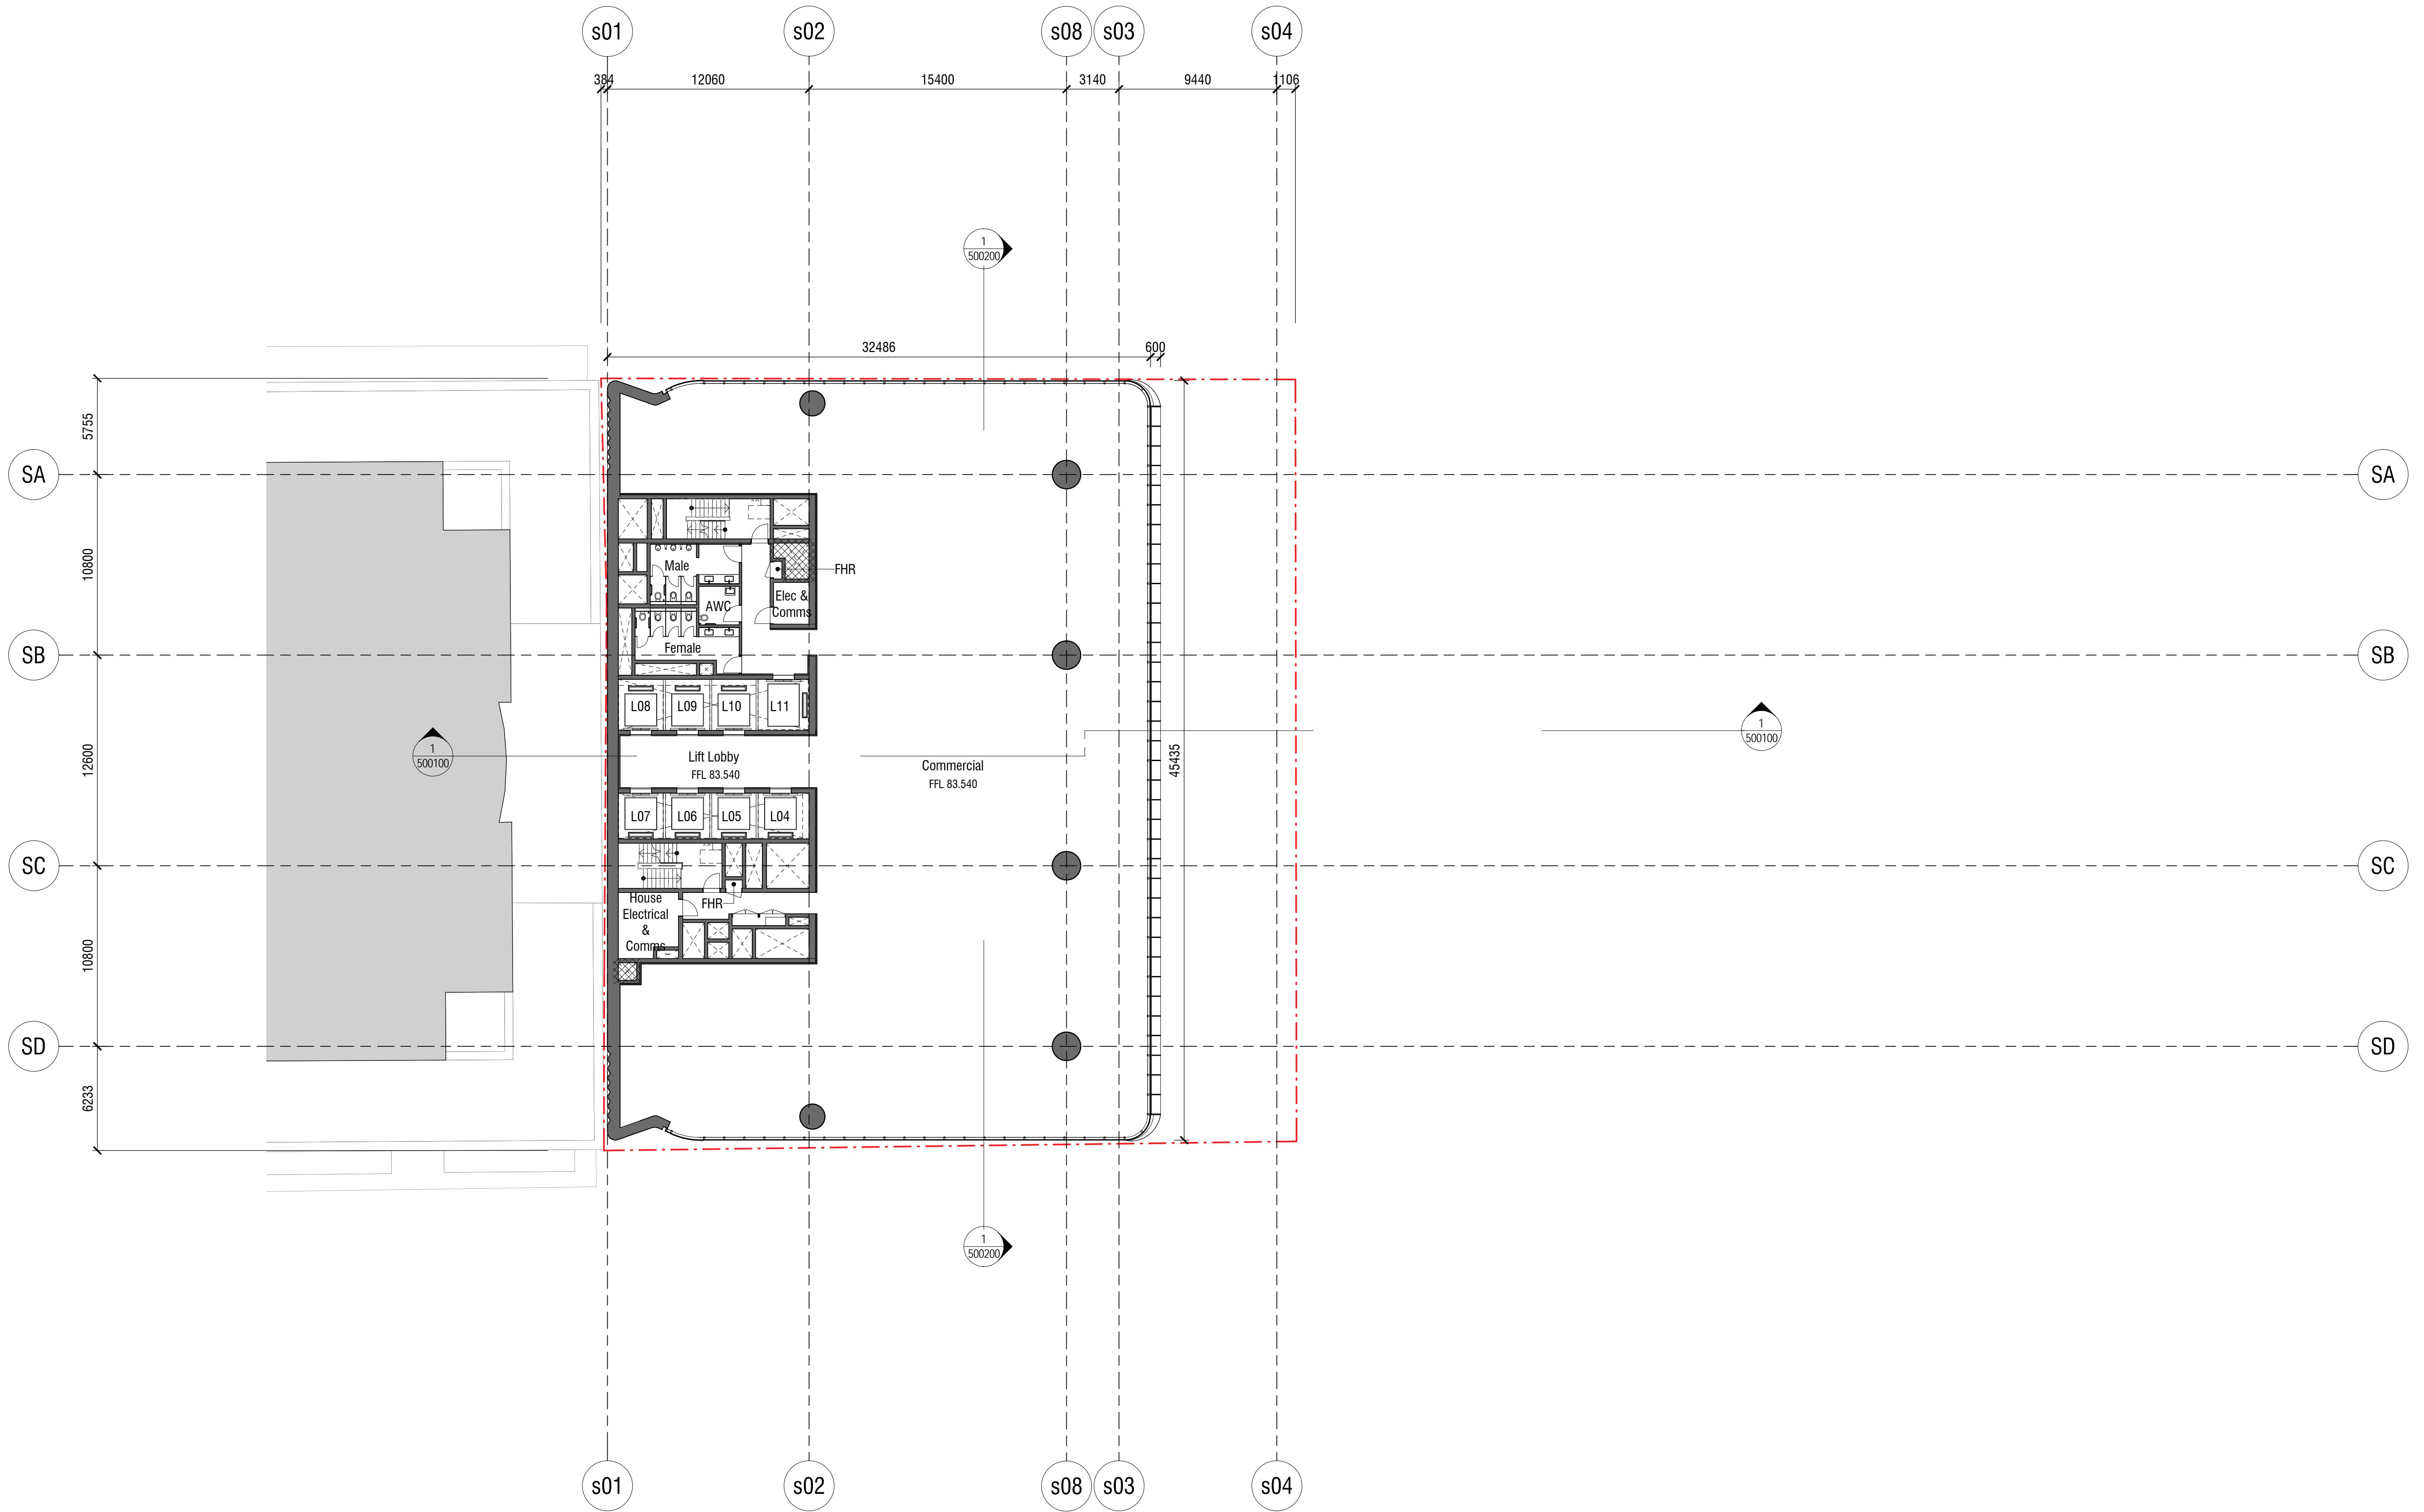 s01
s02
s08
s03
s04
384
12060
15400
3140
9440
1106
1
500200
32486
600
5755
SA
SA
10800
Male
FHR
AWC
Elec &
Comms
Female
SB
SB
L08
L09
L10
L11
1
500100
12600
Lift Lobby
FFL 83.540
Commercial
FFL 83.540
45435
1
500100
L07
L06
L05
L04
SC
SC
House
Electrical
&
Comms
FHR
10800
SD
SD
6233
1
500200
s01
s02
s08
s03
s04